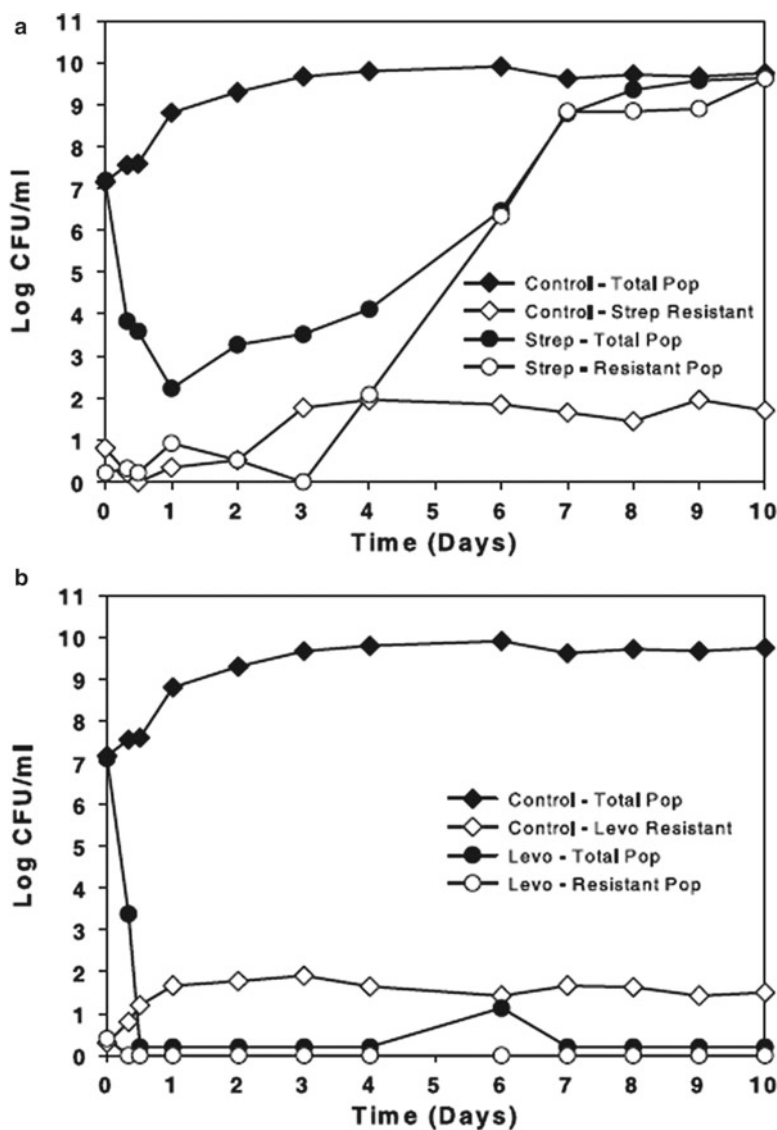 a
11
10
9
8
7
6
5
4
3
2
1
0
Log CFU/ml
Control - Total Pop
Control - Strep Resistant
Strep - Total Pop
Strep - Resistant Pop
0 1 2 3 4 5 6 7 8 9 10
Time (Days)
b
11
10
9
8
7
6
5
4
3
2
1
0
Log CFU/ml
Control - Total Pop
Control - Levo Resistant
Levo - Total Pop
Levo - Resistant Pop
0 1 2 3 4 5 6 7 8 9 10
Time (Days)